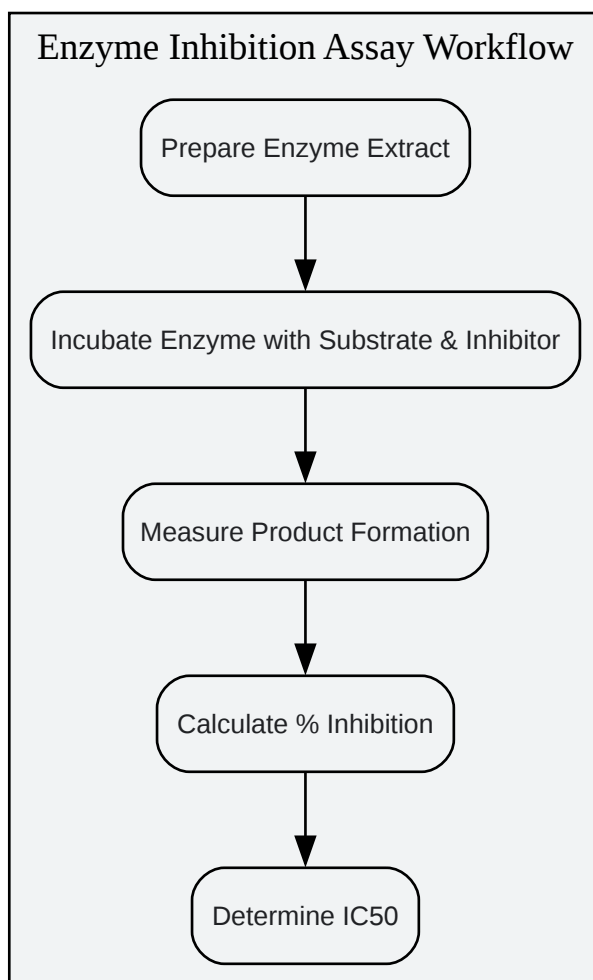 Enzyme Inhibition Assay Workflow
Prepare Enzyme Extract
Incubate Enzyme with Substrate & Inhibitor
Measure Product Formation
Calculate % Inhibition
Determine IC50